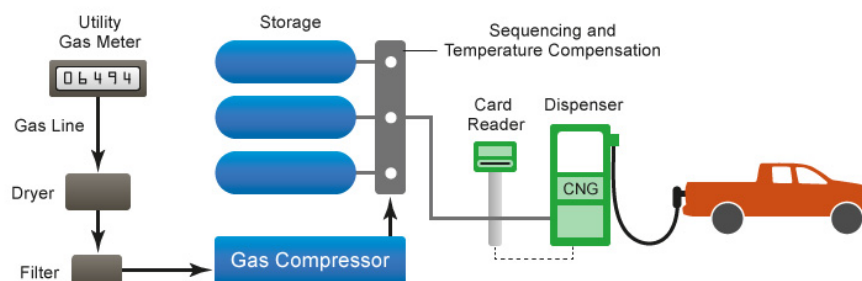 Utility
Gas Meter
06494
Gas Line
Dryer
Filter
Storage
Gas Compressor
Sequencing and
Temperature Compensation
Card
Reader
Dispenser
CNG